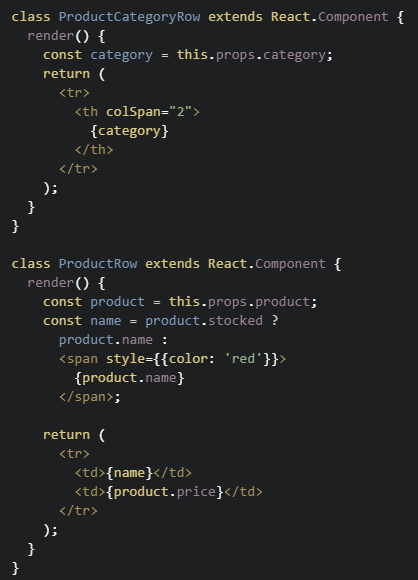 class ProductCategoryRow extends React.Component {
  render() {
    const category = this.props.category;
    return (
      <tr>
        <th colSpan="2">
          {category}
        </th>
      </tr>
    );
  }
}

class ProductRow extends React.Component {
  render() {
    const product = this.props.product;
    const name = product.stocked ?
      product.name :
      <span style={{color: 'red'}}>
        {product.name}
      </span>;

    return (
      <tr>
        <td>{name}</td>
        <td>{product.price}</td>
      </tr>
    );
  }
}